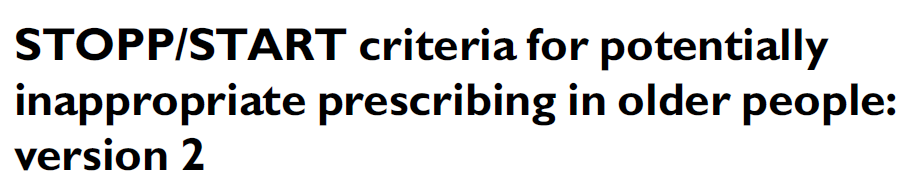 STOPP/START criteria for potentially
inappropriate prescribing in older people:
version 2